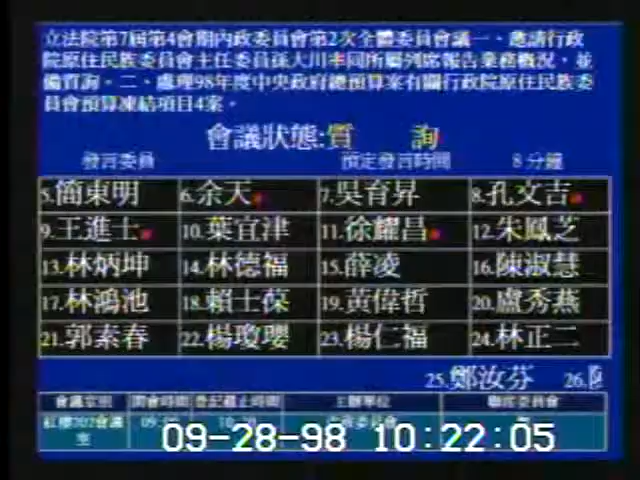 立法院第7屆第4會期內政委員會第2次全體委員會議一、邀請行政
院原住民族委員會主任委員孫大川率同所屬列席報告業務概況,並
備質詢。二、處理98年度中央政府總預算案有關行政院原住民族委
員會預算凍結項目4案。
會議狀態:質 詢
發言委員 預定發言時間 8分鐘
5.簡東明 6.余天 7.吳育昇 8.孔文吉
9.王進士 10.葉宜津 11.徐耀昌 12.朱鳳芝
13.林炳坤 14.林德福 15.薛凌 16.陳淑慧
17.林鴻池 18.賴士葆 19.黃偉哲 20.盧秀燕
21.郭素春 22.楊瓊瓔 23.楊仁福 24.林正二
25.鄭汝芬 26.
會議室別 開會時間 登記截止時間 主辦單位 聯席委員會
紅樓202會議
室
09-28-98 10:22:05